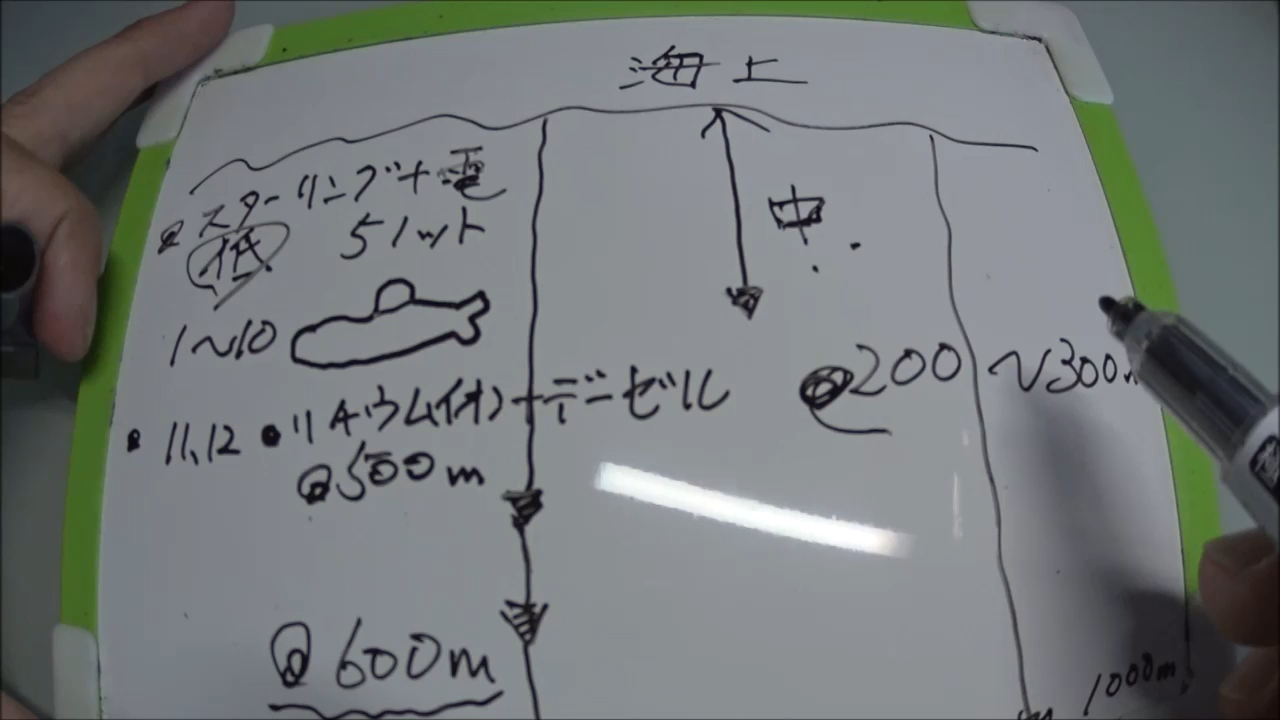 海上
スターリング+電
低 5ノット
1〜10
中
@200 〜300m
・11,12 ・リチウム(イオン)+ディーゼル
@500m
@600m
1000m